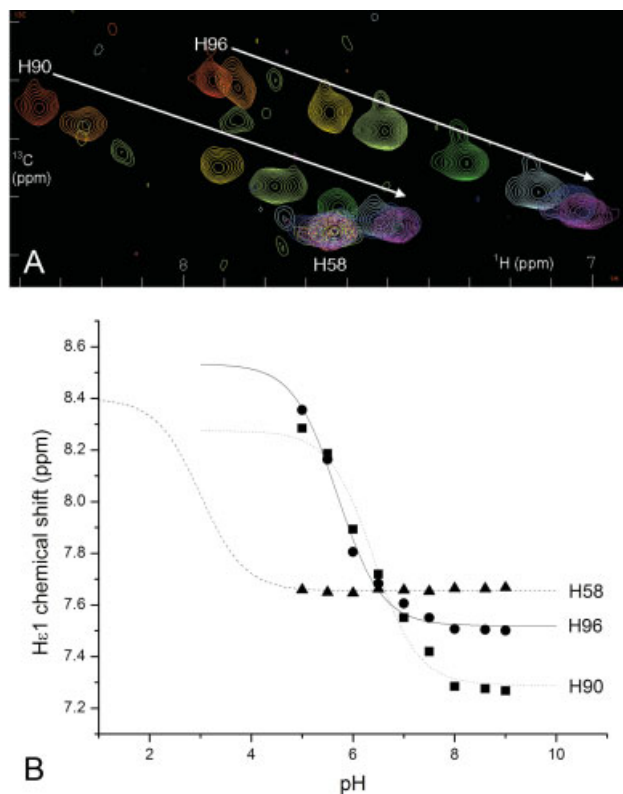 H96
H90
13C
(ppm)
8
H58
1H (ppm)
7
A
8.6
8.4
8.2
8.0
7.8
7.6
7.4
7.2
Hε1 chemical shift (ppm)
H58
H96
H90
2
4
6
8
10
pH
B